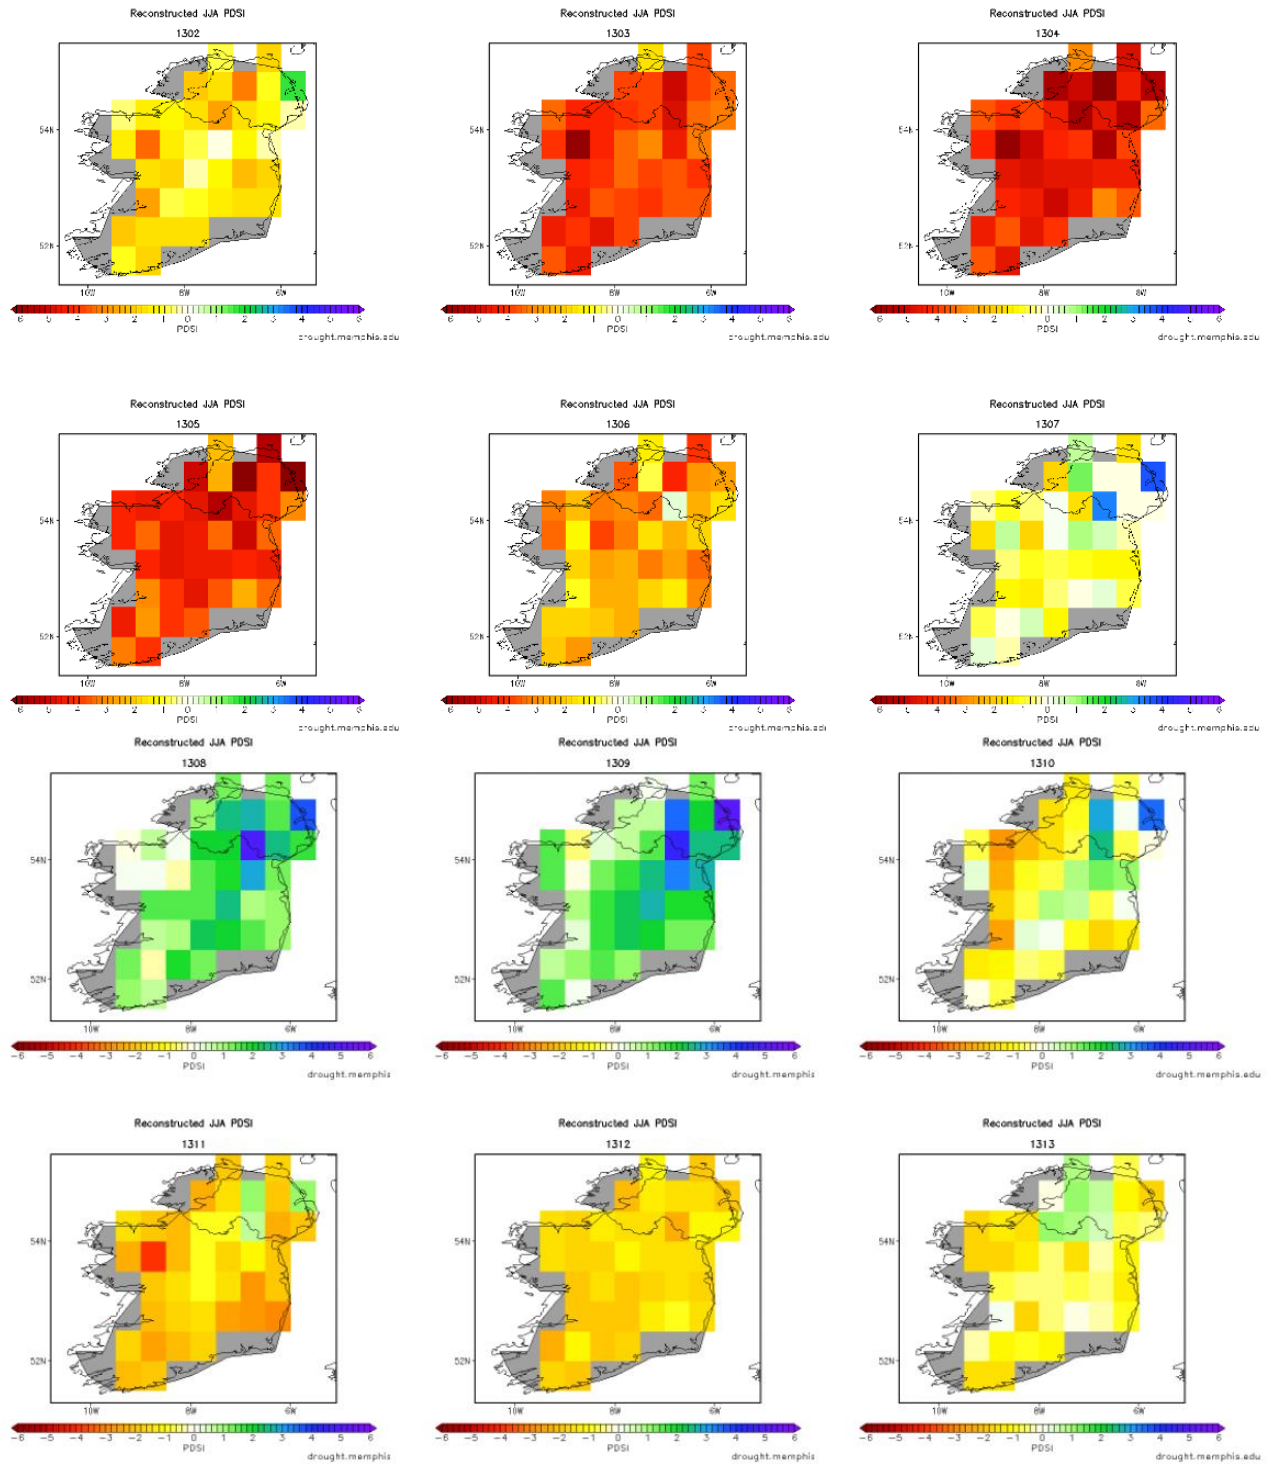 Reconstructed JJA PDSI
1302
54N
52N
10W 8W 6W
PDSI
Reconstructed JJA PDSI
1303
54N
52N
10W 8W 6W
PDSI
drought.memphis.edu
Reconstructed JJA PDSI
1304
54N
52N
10W 8W 6W
PDSI
drought.memphis.edu
Reconstructed JJA PDSI
1305
54N
52N
10W 8W 6W
PDSI
Reconstructed JJA PDSI
1306
54N
52N
10W 8W 6W
PDSI
Reconstructed JJA PDSI
1307
54N
52N
10W 8W
PDSI
drought.memphis.edu
Reconstructed JJA PDSI
1308
54N
52N
10W 8W 6W
-6 -5 -4 -3 -2 -1 0 1 2 3 4 5 6
PDSI
drought.memphis
Reconstructed JJA PDSI
1309
54N
52N
10W 8W 6W
-6 -5 -4 -3 -2 -1 0 1 2 3 4 5 6
PDSI
drought.memphis
Reconstructed JJA PDSI
1310
54N
52N
10W 8W 6W
-6 -5 -4 -3 -2 -1 0 1 2 3 4 5 6
PDSI
drought.memphis.edu
Reconstructed JJA PDSI
1311
54N
52N
10W 8W 6W
-6 -5 -4 -3 -2 -1 0 1 2 3 4 5 6
PDSI
drought.memphis
Reconstructed JJA PDSI
1312
54N
52N
10W 8W 6W
-6 -5 -4 -3 -2 -1 0 1 2 3 4 5 6
PDSI
drought.memphis
Reconstructed JJA PDSI
1313
54N
52N
10W 8W 6W
-6 -5 -4 -3 -2 -1 0 1 2 3 4 5 6
PDSI
drought.memphis.edu